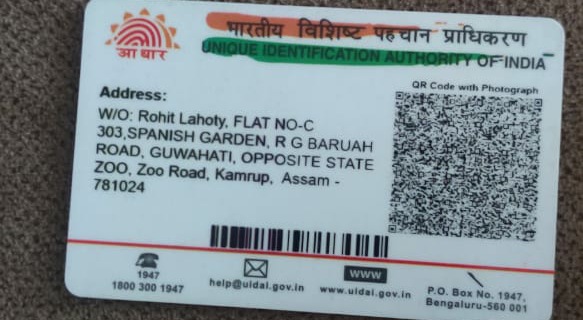 भारतीय विशिष्ट पहचान प्राधिकरण
UNIQUE IDENTIFICATION AUTHORITY OF INDIA
आधार
QR Code with Photograph
Address:
W/O: Rohit Lahoty, FLAT NO-C
303,SPANISH GARDEN, R G BARUAH
ROAD, GUWAHATI, OPPOSITE STATE
ZOO, Zoo Road, Kamrup, Assam -
781024
1947
1800 300 1947
help@uidai.gov.in
WWW
www.uidai.gov.in
P.O. Box No. 1947,
Bengaluru-560 001